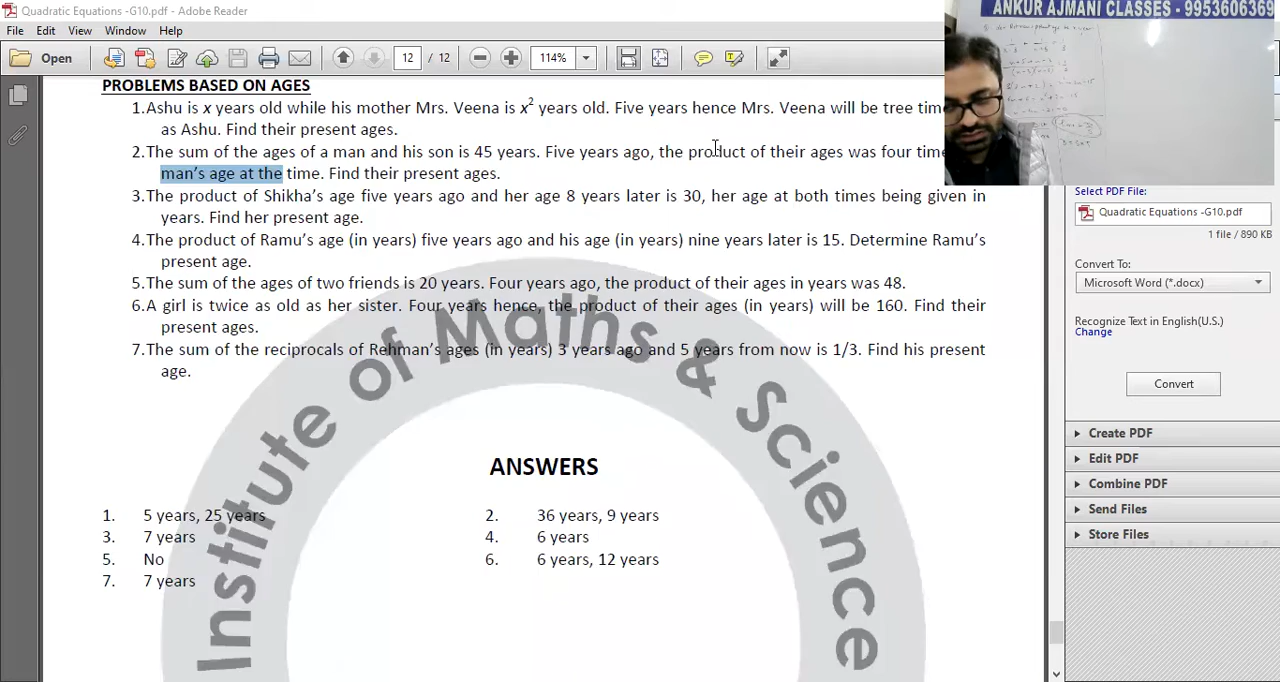 Quadratic Equations -G10.pdf - Adobe Reader
File Edit View Window Help
Open 12 / 12 114%
ANKUR AJMANI CLASSES - 9953606369
PROBLEMS BASED ON AGES
1.Ashu is x years old while his mother Mrs. Veena is x² years old. Five years hence Mrs. Veena will be tree
as Ashu. Find their present ages.
2.The sum of the ages of a man and his son is 45 years. Five years ago, the product of their ages was four
man's age at the time. Find their present ages.
3.The product of Shikha's age five years ago and her age 8 years later is 30, her age at both times being given in
years. Find her present age.
4.The product of Ramu's age (in years) five years ago and his age (in years) nine years later is 15. Determine Ramu's
present age.
5.The sum of the ages of two friends is 20 years. Four years ago, the product of their ages in years was 48.
6.A girl is twice as old as her sister. Four years hence, the product of their ages (in years) will be 160. Find their
present ages.
7.The sum of the reciprocals of Rehman's ages (in years) 3 years ago and 5 years from now is 1/3. Find his present
age.
ANSWERS
1. 5 years, 25 years 2. 36 years, 9 years
3. 7 years 4. 6 years
5. No 6. 6 years, 12 years
7. 7 years
Institute of Maths & Science
Select PDF File:
Quadratic Equations -G10.pdf
1 file / 890 KB
Convert To:
Microsoft Word (*.docx)
Recognize Text in English(U.S.)
Change
Convert
Create PDF
Edit PDF
Combine PDF
Send Files
Store Files